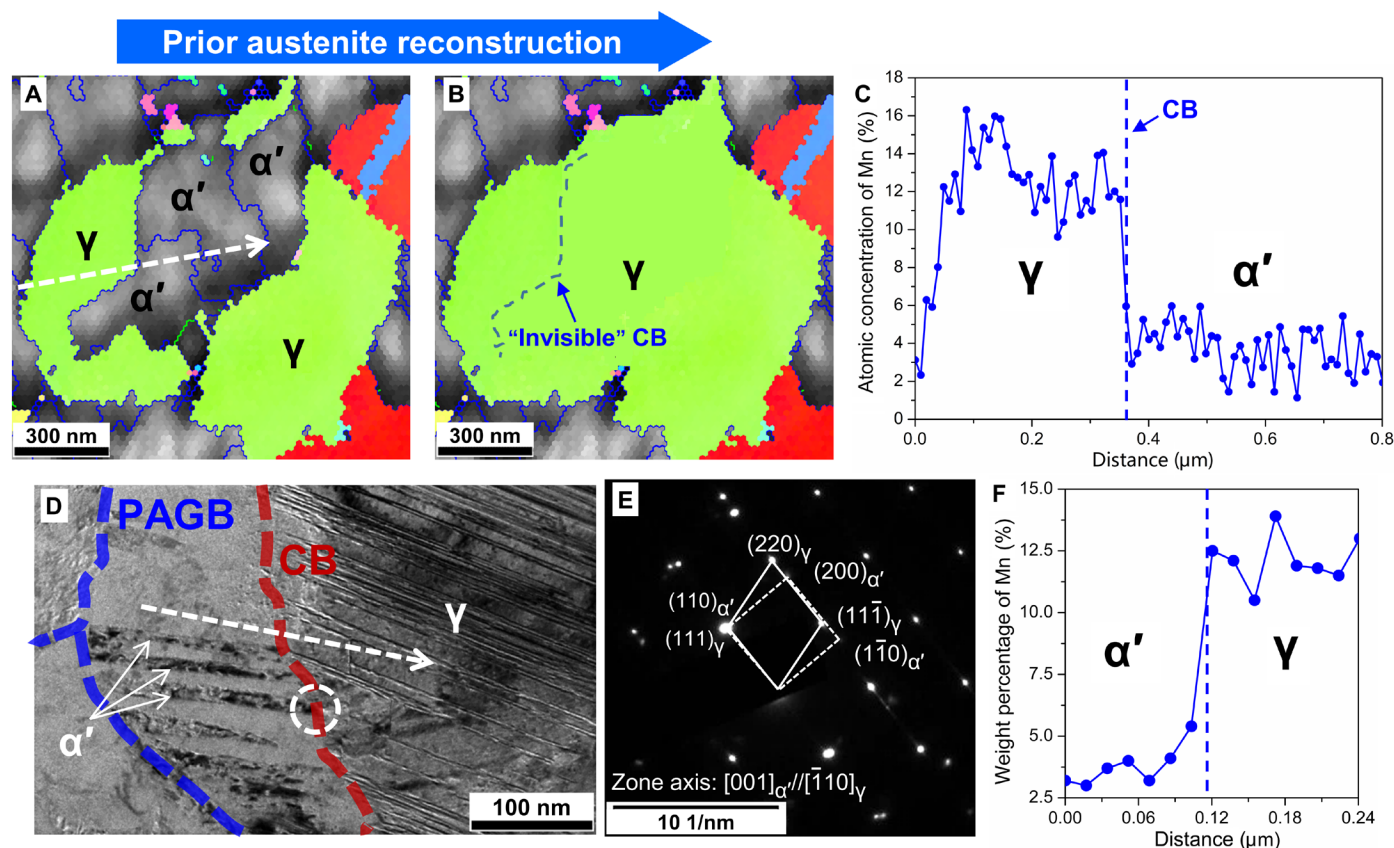 Prior austenite reconstruction
A
γ
α′
α′
α′
γ
300 nm
B
γ
“Invisible” CB
300 nm
C
Atomic concentration of Mn (%)
18
16
14
12
10
8
6
4
2
0
CB
γ
α′
0.0
0.2
0.4
0.6
0.8
Distance (μm)
D
PAGB
CB
γ
α′
100 nm
E
(220)γ
(200)α′
(110)α′
(111)γ
(111̅)γ
(11̅0)α′
Zone axis: [001]α′//[1̅10]γ
10 1/nm
F
Weight percentage of Mn (%)
15.0
12.5
10.0
7.5
5.0
2.5
α′
γ
0.00
0.06
0.12
0.18
0.24
Distance (μm)